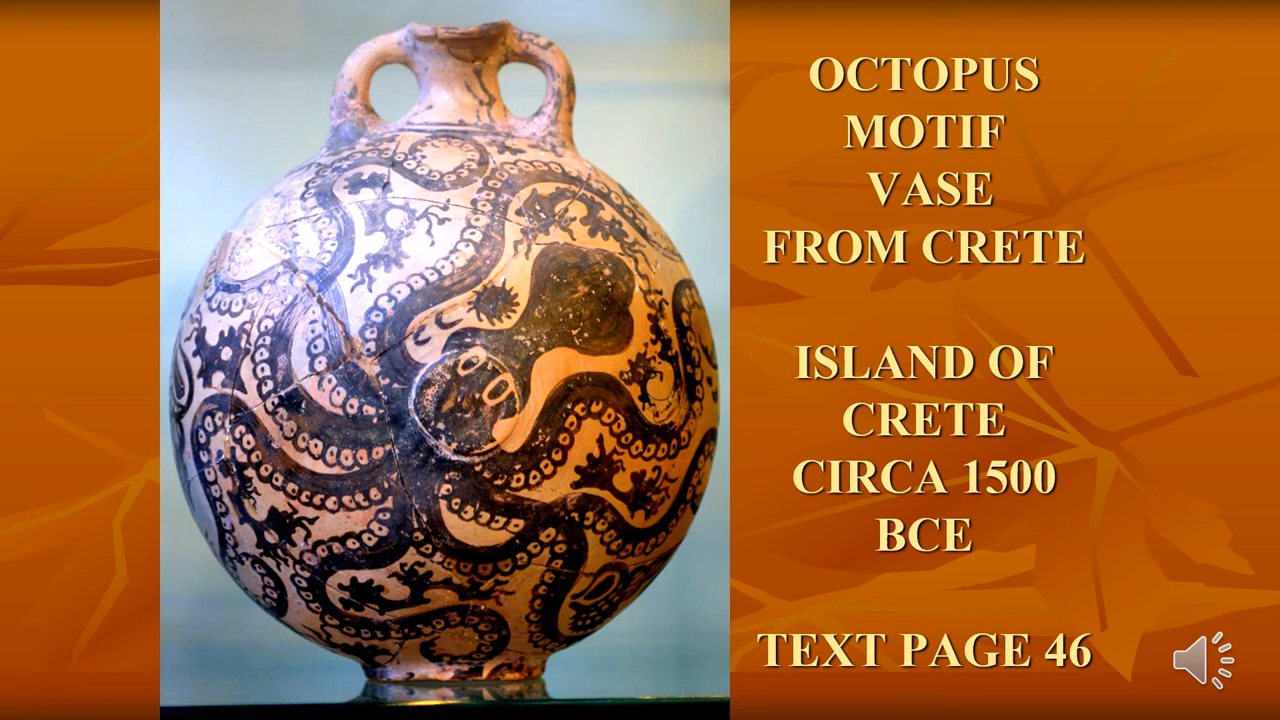 OCTOPUS
MOTIF
VASE
FROM CRETE
ISLAND OF
CRETE
CIRCA 1500
BCE
TEXT PAGE 46